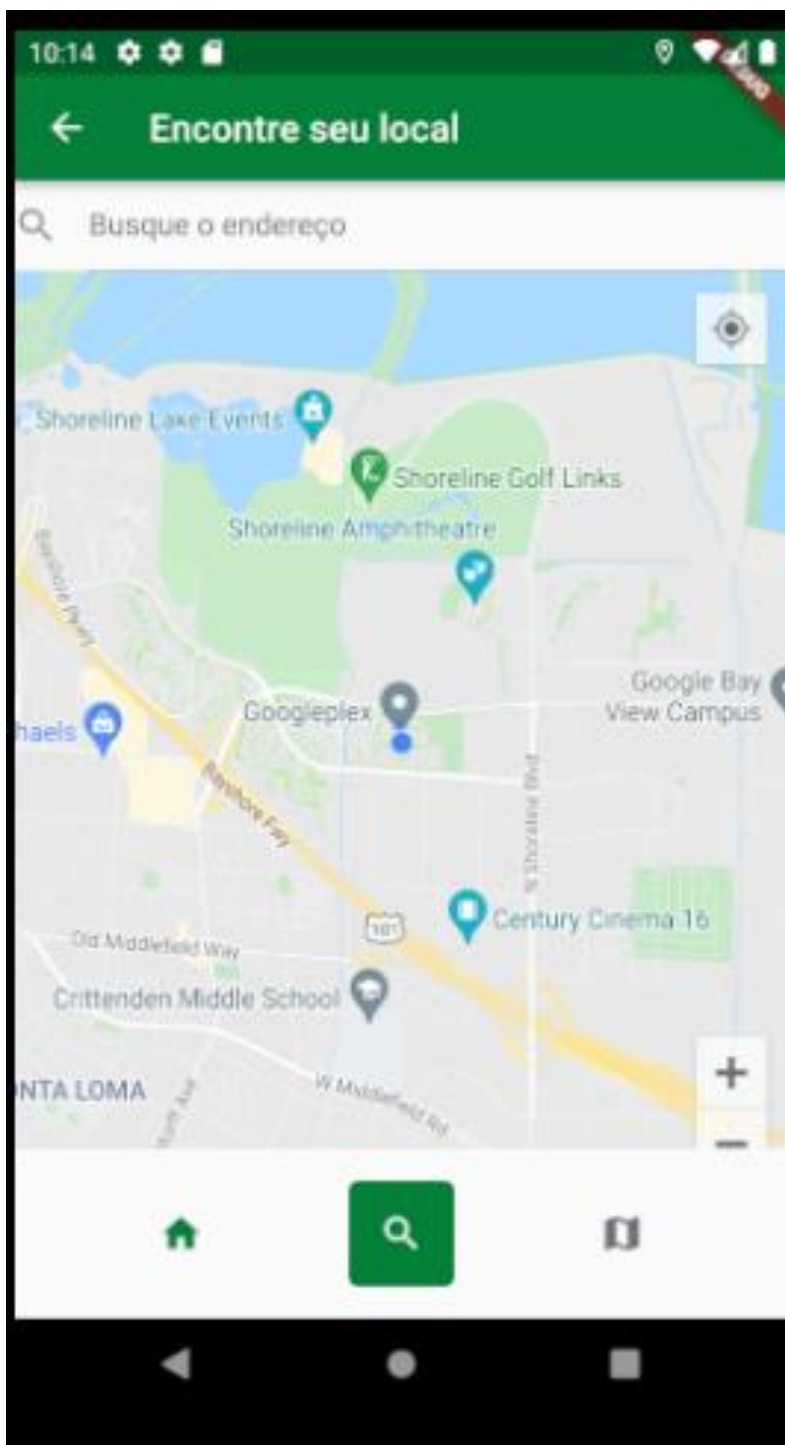 10:14
Encontre seu local
Busque o endereço
Shoreline Lake Events
Shoreline Golf Links
Shoreline Amphitheatre
Google Bay
View Campus
Googleplex
haels
Bayshore Fwy
N Shoreline Blvd
101
Century Cinema 16
Old Middlefield Way
Crittenden Middle School
NTA LOMA
W Middlefield Rd